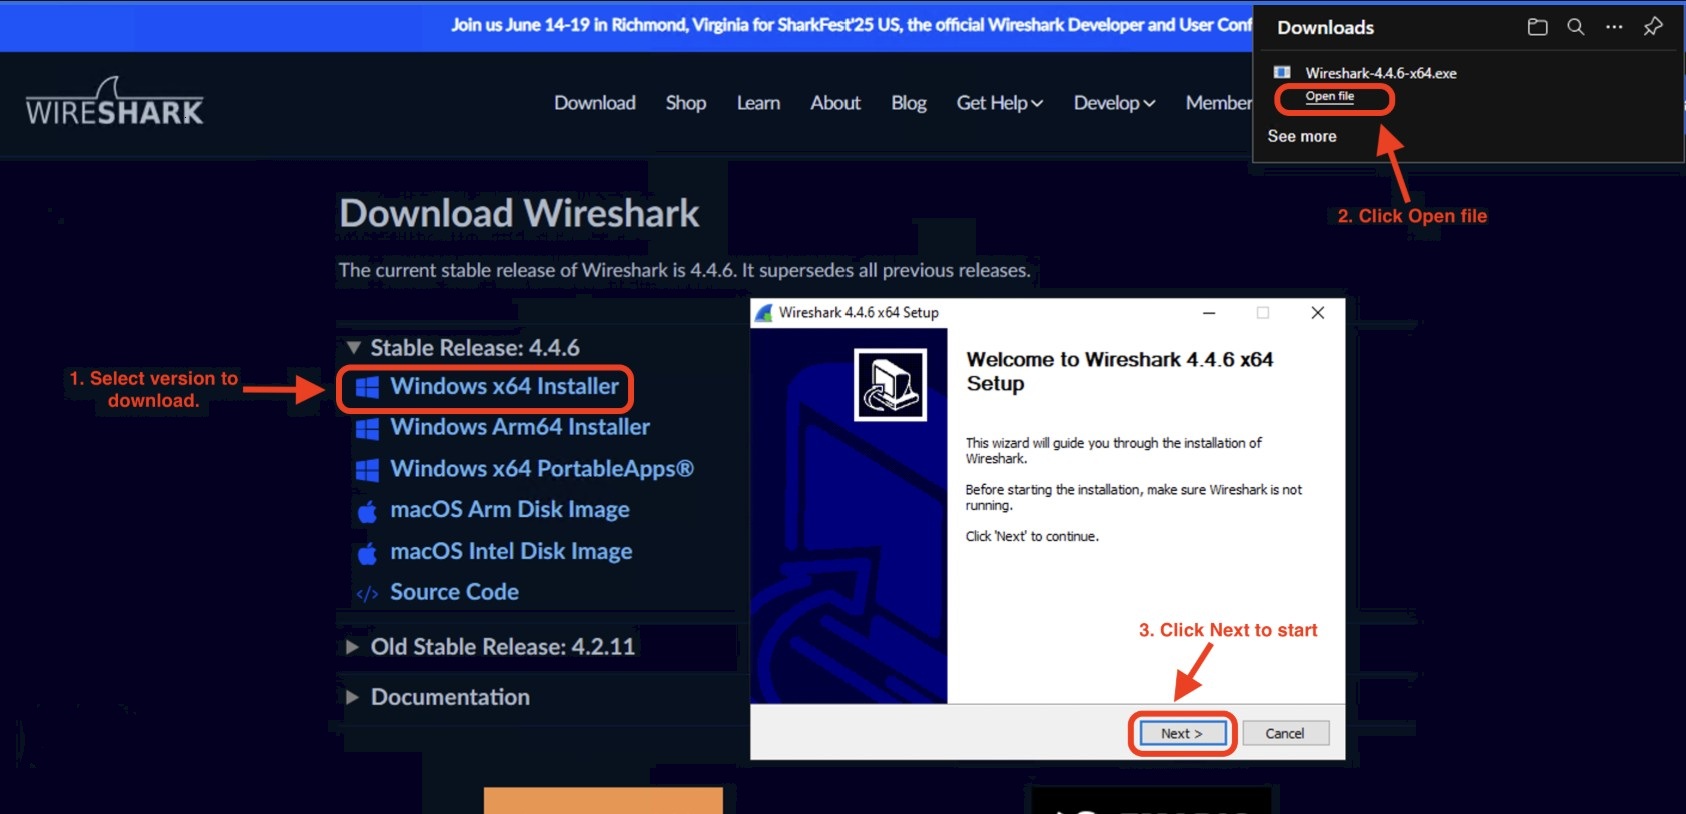 Join us June 14-19 in Richmond, Virginia for SharkFest'25 US, the official Wireshark Developer and User Conf
Downloads
Wireshark-4.4.6-x64.exe
Open file
See more
2. Click Open file
WIRESHARK
Download Shop Learn About Blog Get Help Develop Member
Download Wireshark
The current stable release of Wireshark is 4.4.6. It supersedes all previous releases.
Stable Release: 4.4.6
1. Select version to
download.
Windows x64 Installer
Windows Arm64 Installer
Windows x64 PortableApps®
macOS Arm Disk Image
macOS Intel Disk Image
</> Source Code
Old Stable Release: 4.2.11
Documentation
Wireshark 4.4.6 x64 Setup
Welcome to Wireshark 4.4.6 x64
Setup
This wizard will guide you through the installation of
Wireshark.
Before starting the installation, make sure Wireshark is not
running.
Click 'Next' to continue.
3. Click Next to start
Next >
Cancel